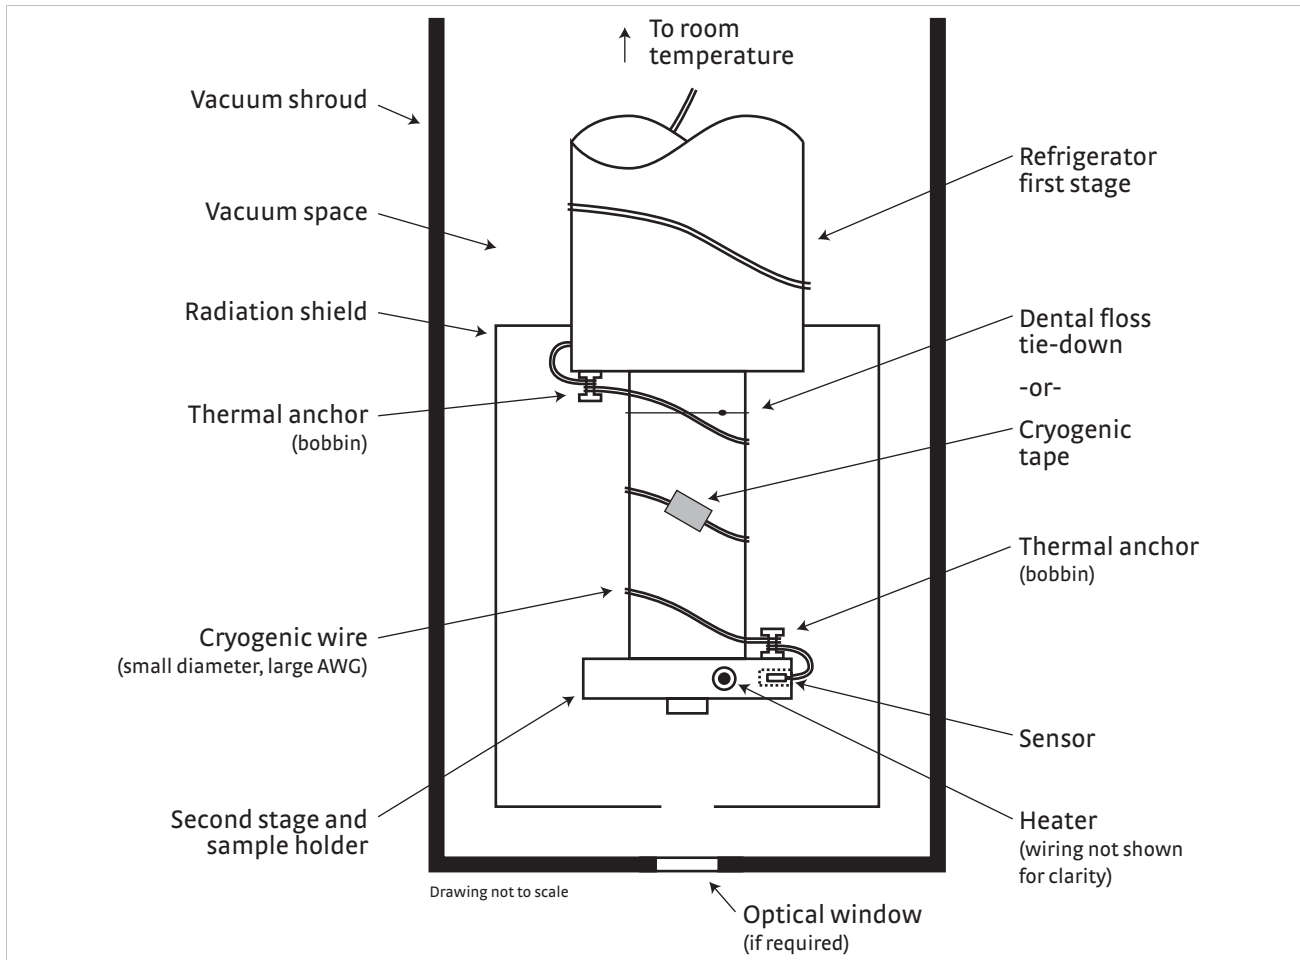 To room
temperature
Vacuum shroud
Vacuum space
Radiation shield
Thermal anchor
(bobbin)
Cryogenic wire
(small diameter, large AWG)
Second stage and
sample holder
Refrigerator
first stage
Dental floss
tie-down
-or-
Cryogenic
tape
Thermal anchor
(bobbin)
Sensor
Heater
(wiring not shown
for clarity)
Drawing not to scale
Optical window
(if required)